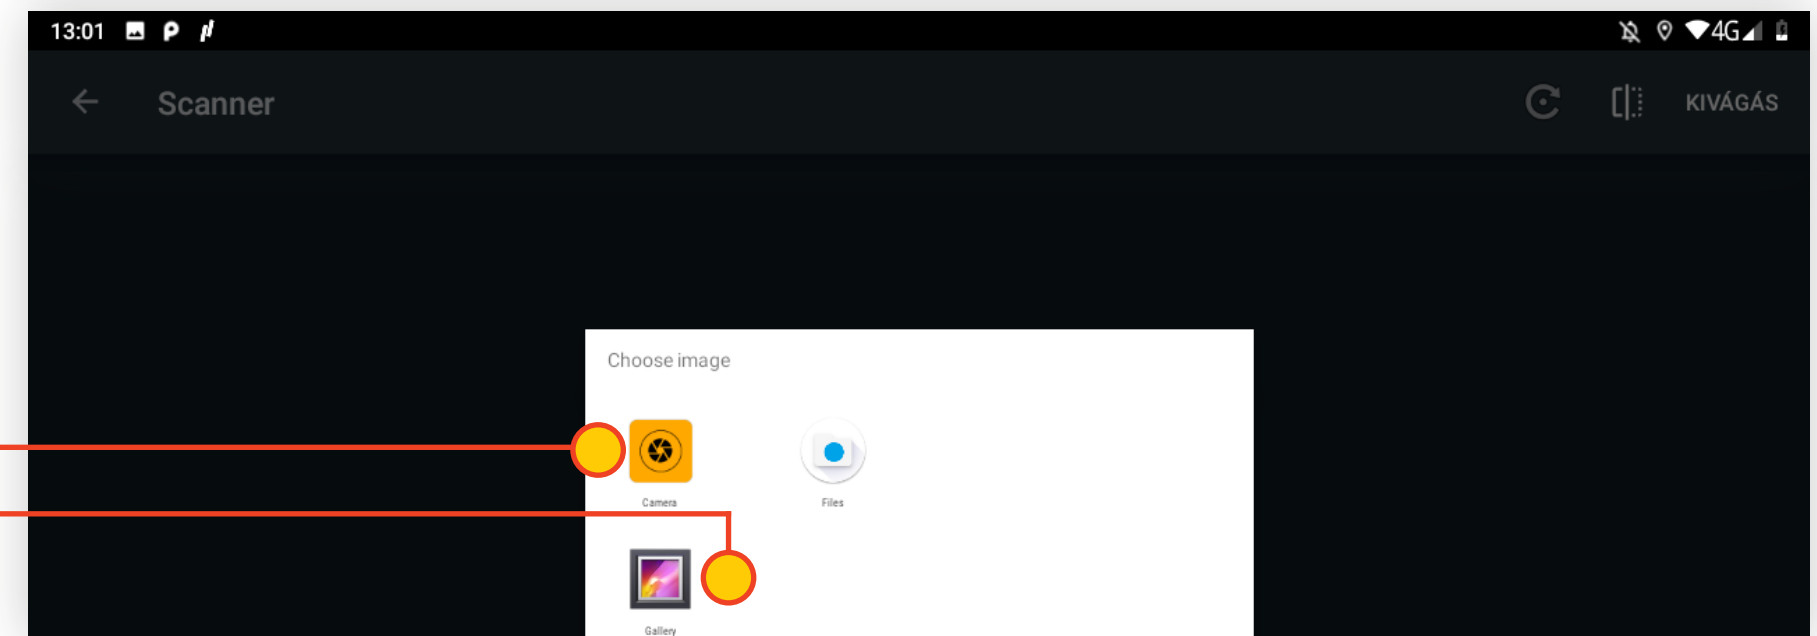 13:01
4G
Scanner
KIVÁGÁS
Choose image
Camera
Files
Gallery